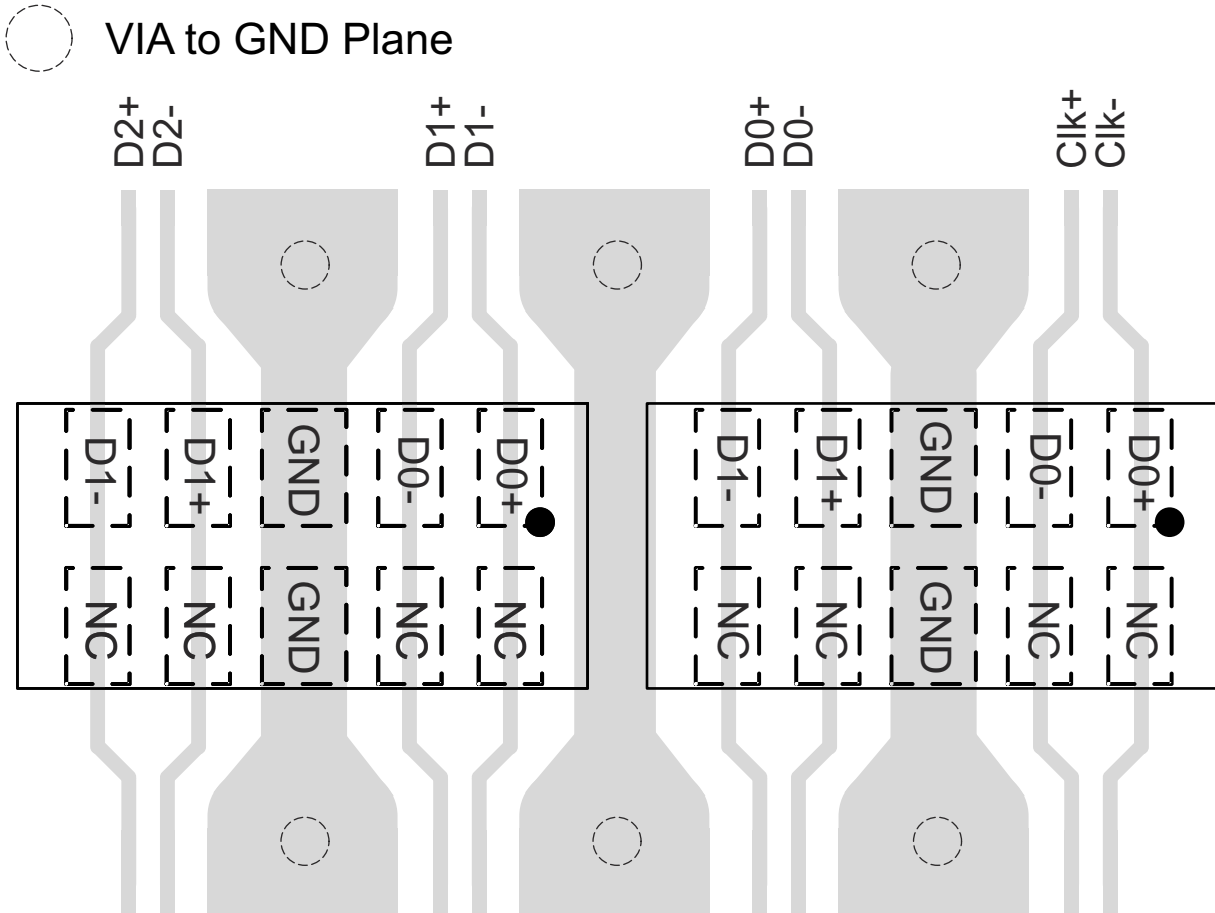 VIA to GND Plane
D2+
D2-
D1+
D1-
D0+
D0-
Clk+
Clk-
D1-
D1+
GND
D0-
D0+
D1-
D1+
GND
D0-
D0+
NC
NC
GND
NC
NC
NC
NC
GND
NC
NC